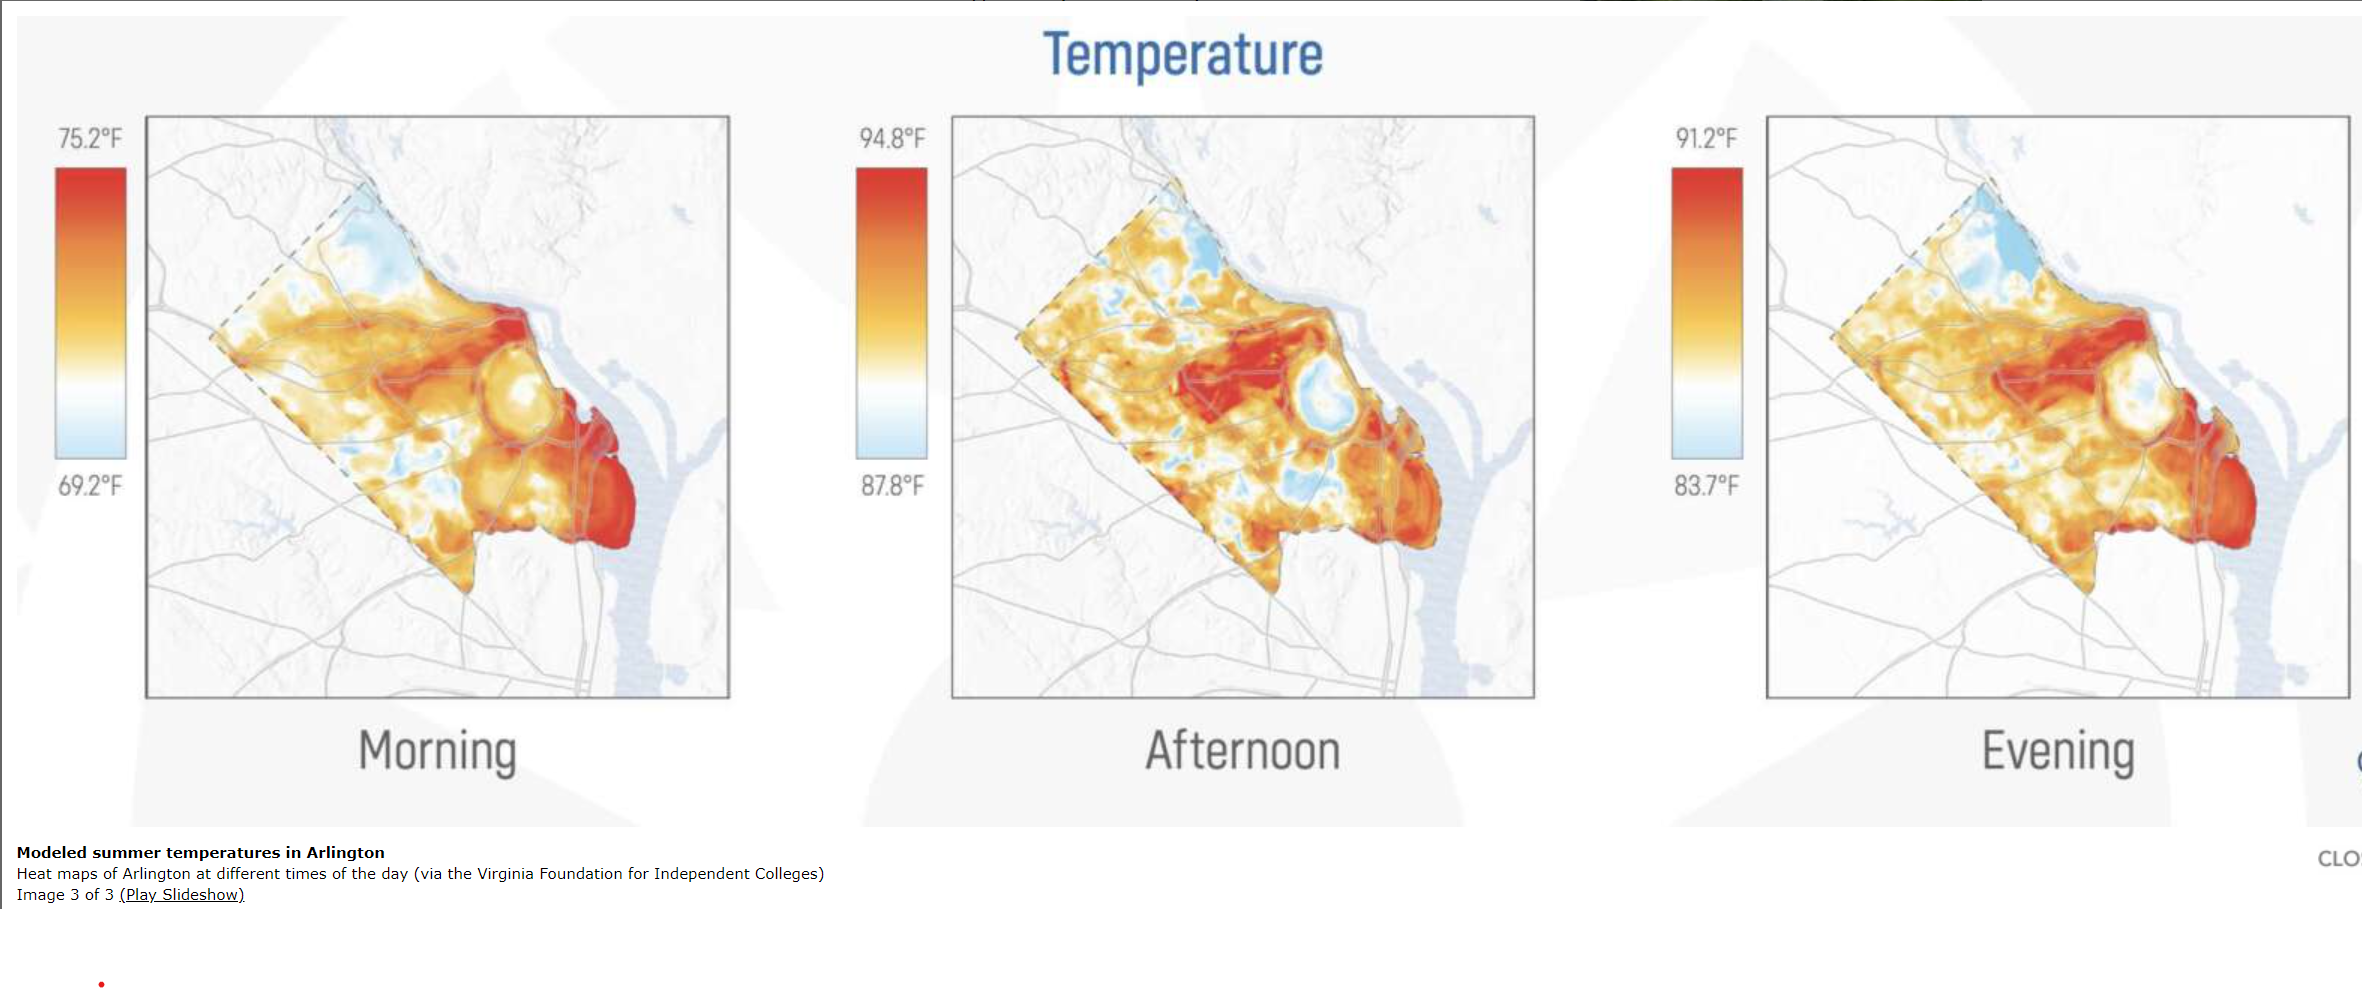 Temperature
75.2°F
69.2°F
Morning
94.8°F
87.8°F
Afternoon
91.2°F
83.7°F
Evening
Modeled summer temperatures in Arlington
Heat maps of Arlington at different times of the day (via the Virginia Foundation for Independent Colleges)
Image 3 of 3 (Play Slideshow)